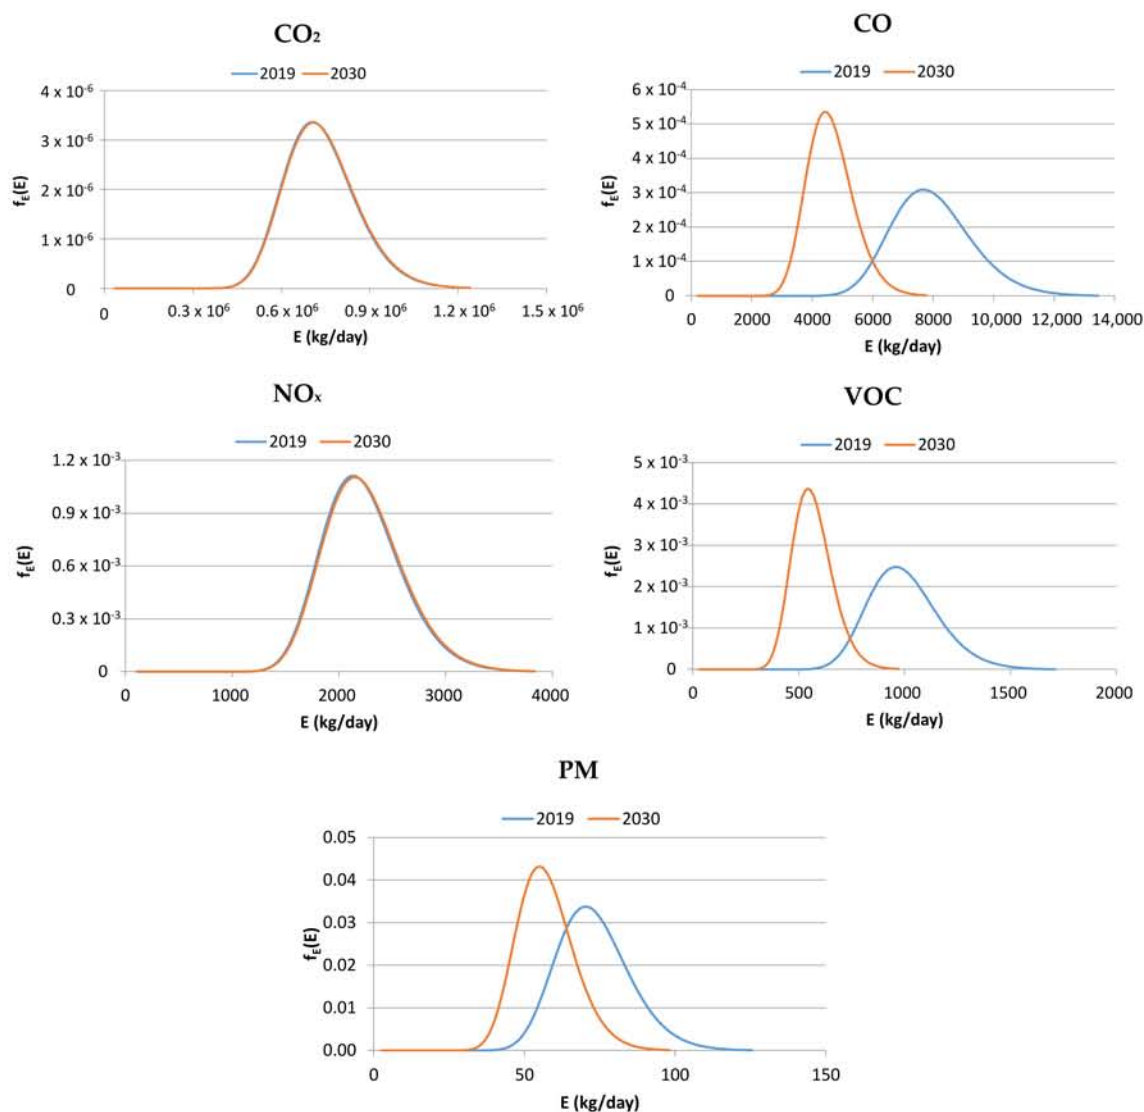 CO₂
2019 2030
4 x 10⁻⁶
3 x 10⁻⁶
2 x 10⁻⁶
1 x 10⁻⁶
0
f_E(E)
0 0.3 x 10⁶ 0.6 x 10⁶ 0.9 x 10⁶ 1.2 x 10⁶ 1.5 x 10⁶
E (kg/day)
CO
2019 2030
6 x 10⁻⁴
5 x 10⁻⁴
4 x 10⁻⁴
3 x 10⁻⁴
2 x 10⁻⁴
1 x 10⁻⁴
0
f_E(E)
0 2000 4000 6000 8000 10,000 12,000 14,000
E (kg/day)
NOₓ
2019 2030
1.2 x 10⁻³
0.9 x 10⁻³
0.6 x 10⁻³
0.3 x 10⁻³
0
f_E(E)
0 1000 2000 3000 4000
E (kg/day)
VOC
2019 2030
5 x 10⁻³
4 x 10⁻³
3 x 10⁻³
2 x 10⁻³
1 x 10⁻³
0
f_E(E)
0 500 1000 1500 2000
E (kg/day)
PM
2019 2030
0.05
0.04
0.03
0.02
0.01
0.00
f_E(E)
0 50 100 150
E (kg/day)